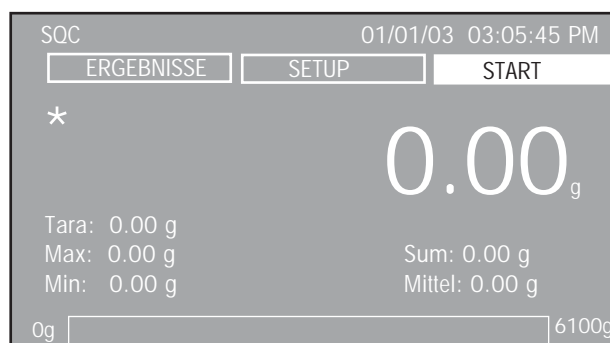 SQC 01/01/03 03:05:45 PM
ERGEBNISSE SETUP START
*
0.00 g
Tara: 0.00 g
Max: 0.00 g Sum: 0.00 g
Min: 0.00 g Mittel: 0.00 g
0g 6100g